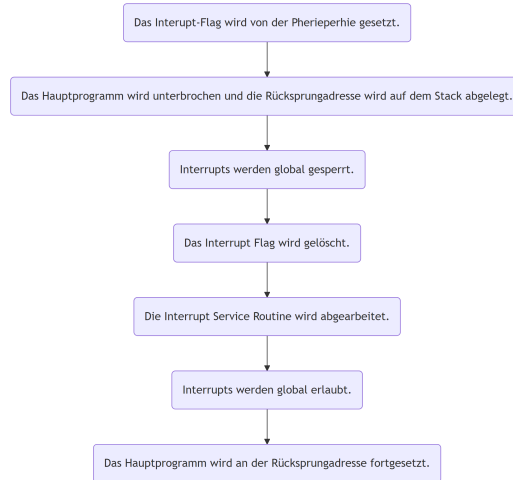 Das Interupt-Flag wird von der Pherieperhie gesetzt.
Das Hauptprogramm wird unterbrochen und die Rücksprungadresse wird auf dem Stack abgelegt.
Interrupts werden global gesperrt.
Das Interrupt Flag wird gelöscht.
Die Interrupt Service Routine wird abgearbeitet.
Interrupts werden global erlaubt.
Das Hauptprogramm wird an der Rücksprungadresse fortgesetzt.